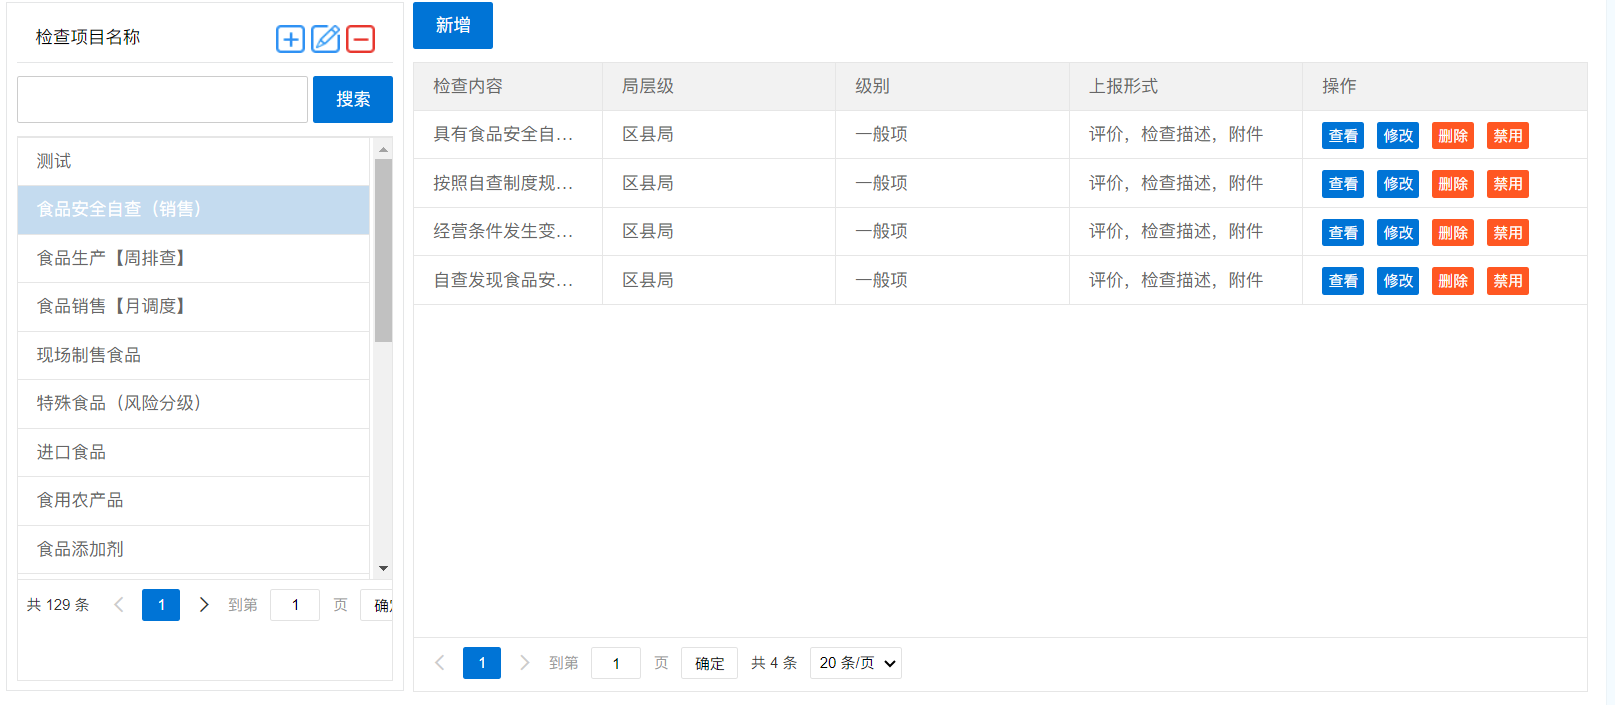 检查项目名称
搜索
测试
食品安全自查（销售）
食品生产【周排查】
食品销售【月调度】
现场制售食品
特殊食品（风险分级）
进口食品
食用农产品
食品添加剂
共 129 条 1 到第 1 页
新增
检查内容 局层级 级别 上报形式 操作
具有食品安全自... 区县局 一般项 评价，检查描述，附件 查看 修改 删除 禁用
按照自查制度规... 区县局 一般项 评价，检查描述，附件 查看 修改 删除 禁用
经营条件发生变... 区县局 一般项 评价，检查描述，附件 查看 修改 删除 禁用
自查发现食品安... 区县局 一般项 评价，检查描述，附件 查看 修改 删除 禁用
1 到第 1 页 确定 共 4 条 20 条/页